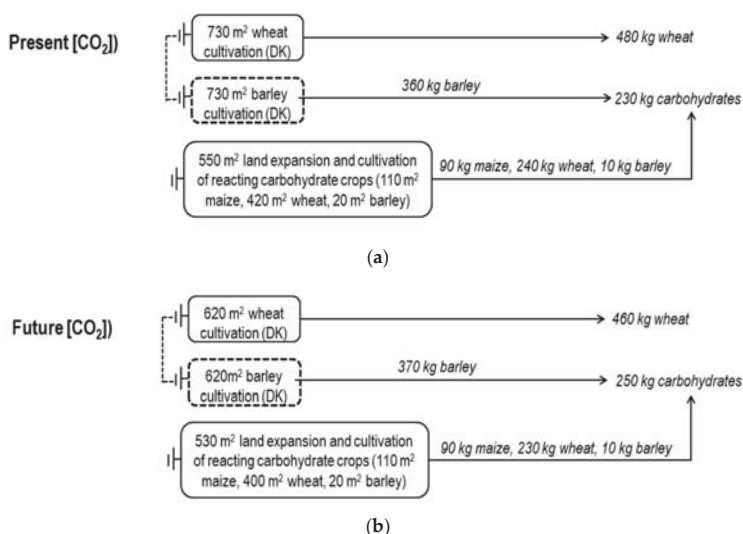 Present [CO₂])
730 m² wheat
cultivation (DK)
480 kg wheat
730 m² barley
cultivation (DK)
360 kg barley
230 kg carbohydrates
550 m² land expansion and cultivation
of reacting carbohydrate crops (110 m²
maize, 420 m² wheat, 20 m² barley)
90 kg maize, 240 kg wheat, 10 kg barley
(a)
Future [CO₂])
620 m² wheat
cultivation (DK)
460 kg wheat
620m² barley
cultivation (DK)
370 kg barley
250 kg carbohydrates
530 m² land expansion and cultivation
of reacting carbohydrate crops (110 m²
maize, 400 m² wheat, 20 m² barley)
90 kg maize, 230 kg wheat, 10 kg barley
(b)